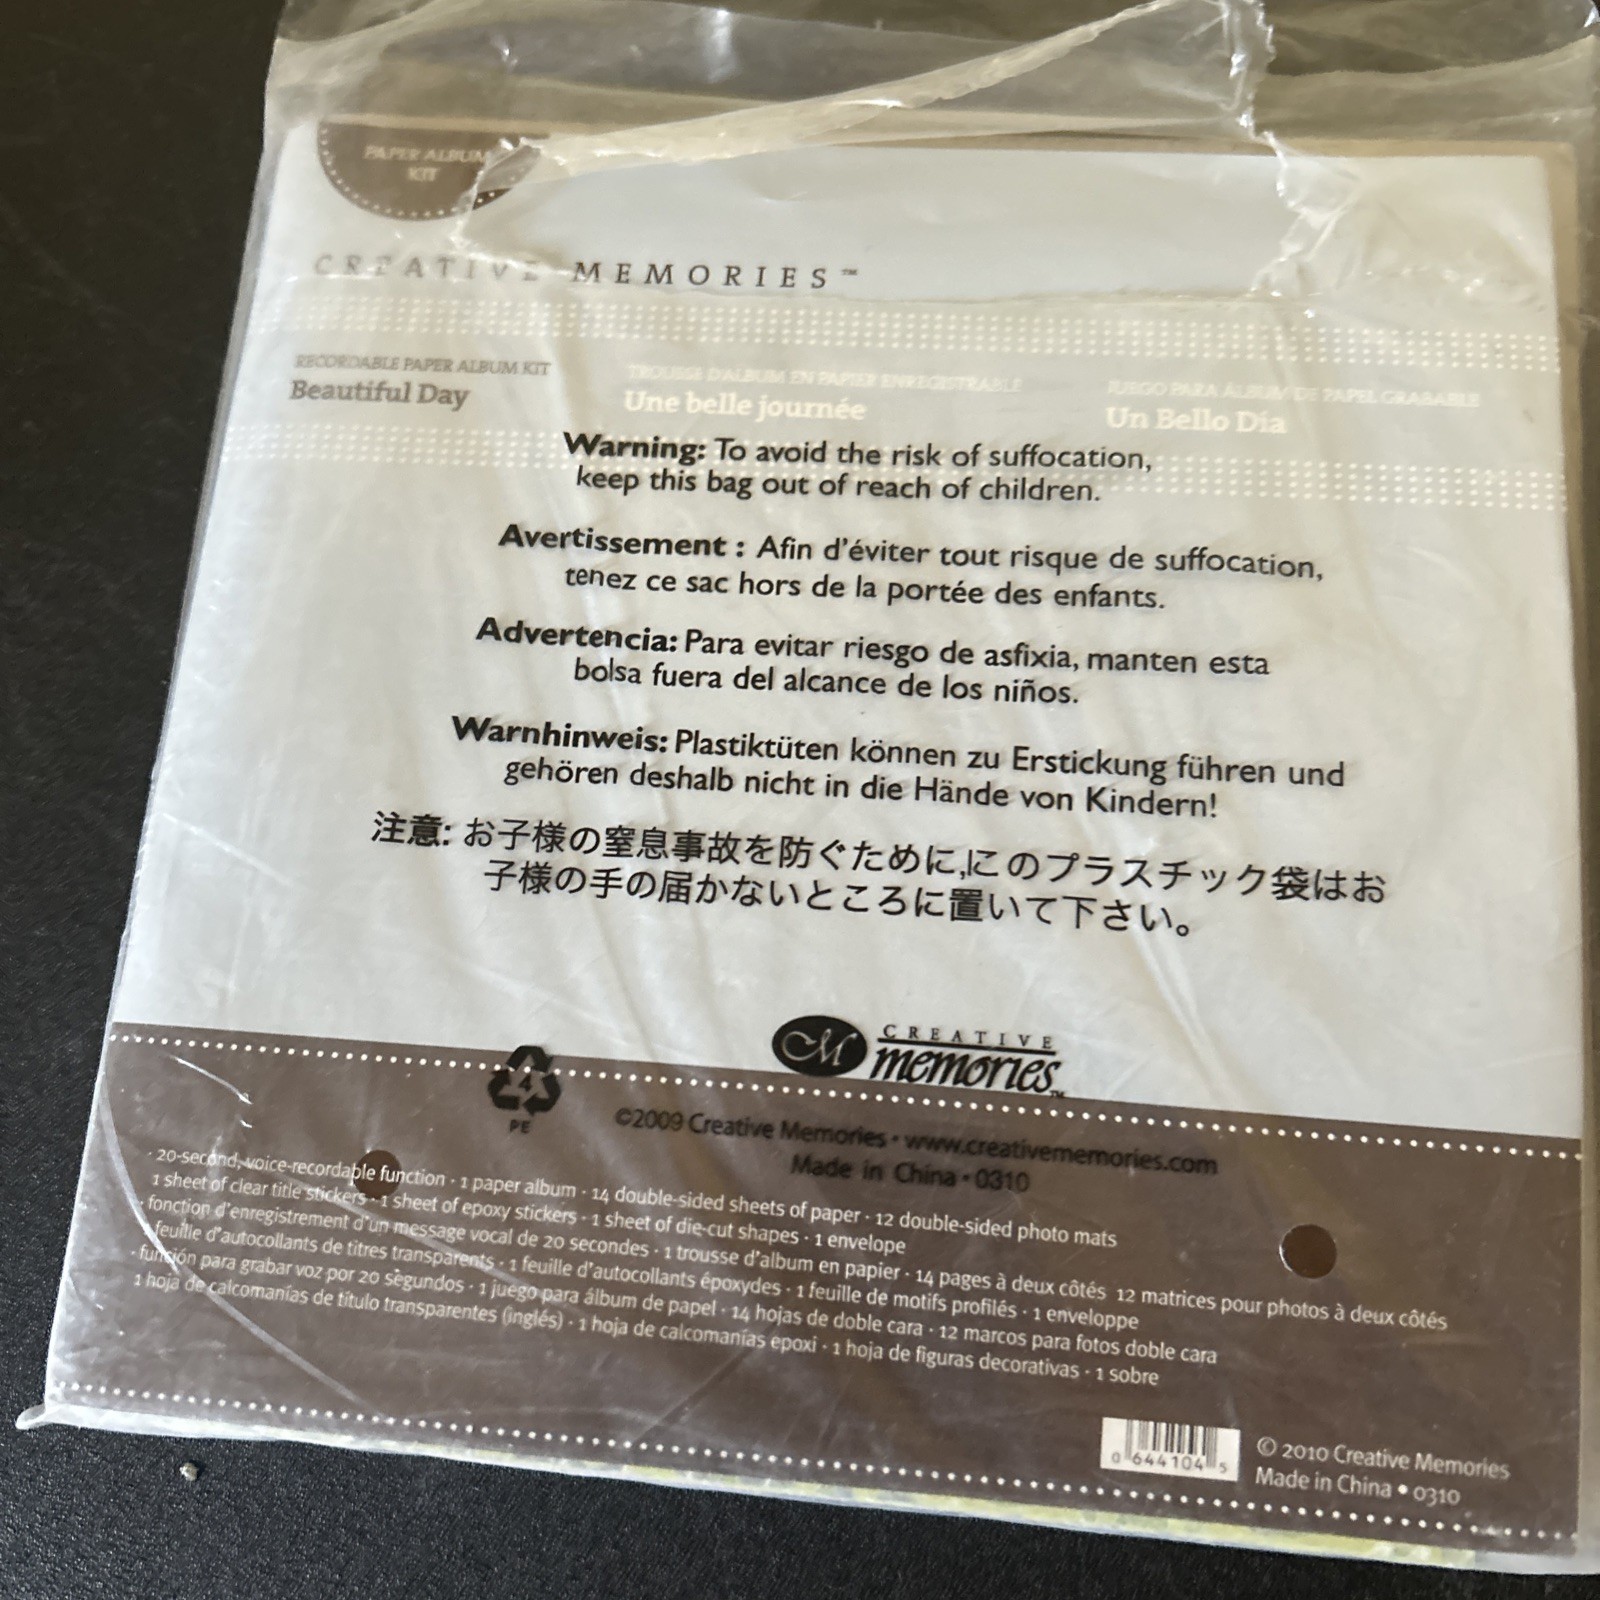 PAPER ALBUM
KIT
CREATIVE MEMORIES™
RECORDABLE PAPER ALBUM KIT
Beautiful Day
TROUSSE D'ALBUM EN PAPIER ENREGISTRABLE
Une belle journée
JUEGO PARA ÁLBUM DE PAPEL GRABABLE
Un Bello Día
Warning: To avoid the risk of suffocation,
keep this bag out of reach of children.
Avertissement : Afin d'éviter tout risque de suffocation,
tenez ce sac hors de la portée des enfants.
Advertencia: Para evitar riesgo de asfixia, manten esta
bolsa fuera del alcance de los niños.
Warnhinweis: Plastiktüten können zu Erstickung führen und
gehören deshalb nicht in die Hände von Kindern!
注意: お子様の窒息事故を防ぐために,にこのプラスチック袋はお
子様の手の届かないところに置いて下さい。
CREATIVE
memories™
4
PE
©2009 Creative Memories • www.creativememories.com
Made in China • 0310
· 20-second, voice-recordable function · 1 paper album · 14 double-sided sheets of paper · 12 double-sided photo mats
1 sheet of clear title stickers · 1 sheet of epoxy stickers · 1 sheet of die-cut shapes · 1 envelope
· fonction d'enregistrement d'un message vocal de 20 secondes · 1 trousse d'album en papier · 14 pages à deux côtés 12 matrices pour photos à deux côtés
feuille d'autocollants de titres transparents · 1 feuille d'autocollants époxydes · 1 feuille de motifs profilés · 1 enveloppe
· función para grabar voz por 20 segundos · 1 juego para álbum de papel · 14 hojas de doble cara · 12 marcos para fotos doble cara
1 hoja de calcomanías de título transparentes (inglés) · 1 hoja de calcomanías epoxi · 1 hoja de figuras decorativas · 1 sobre
0 644104 5
© 2010 Creative Memories
Made in China • 0310